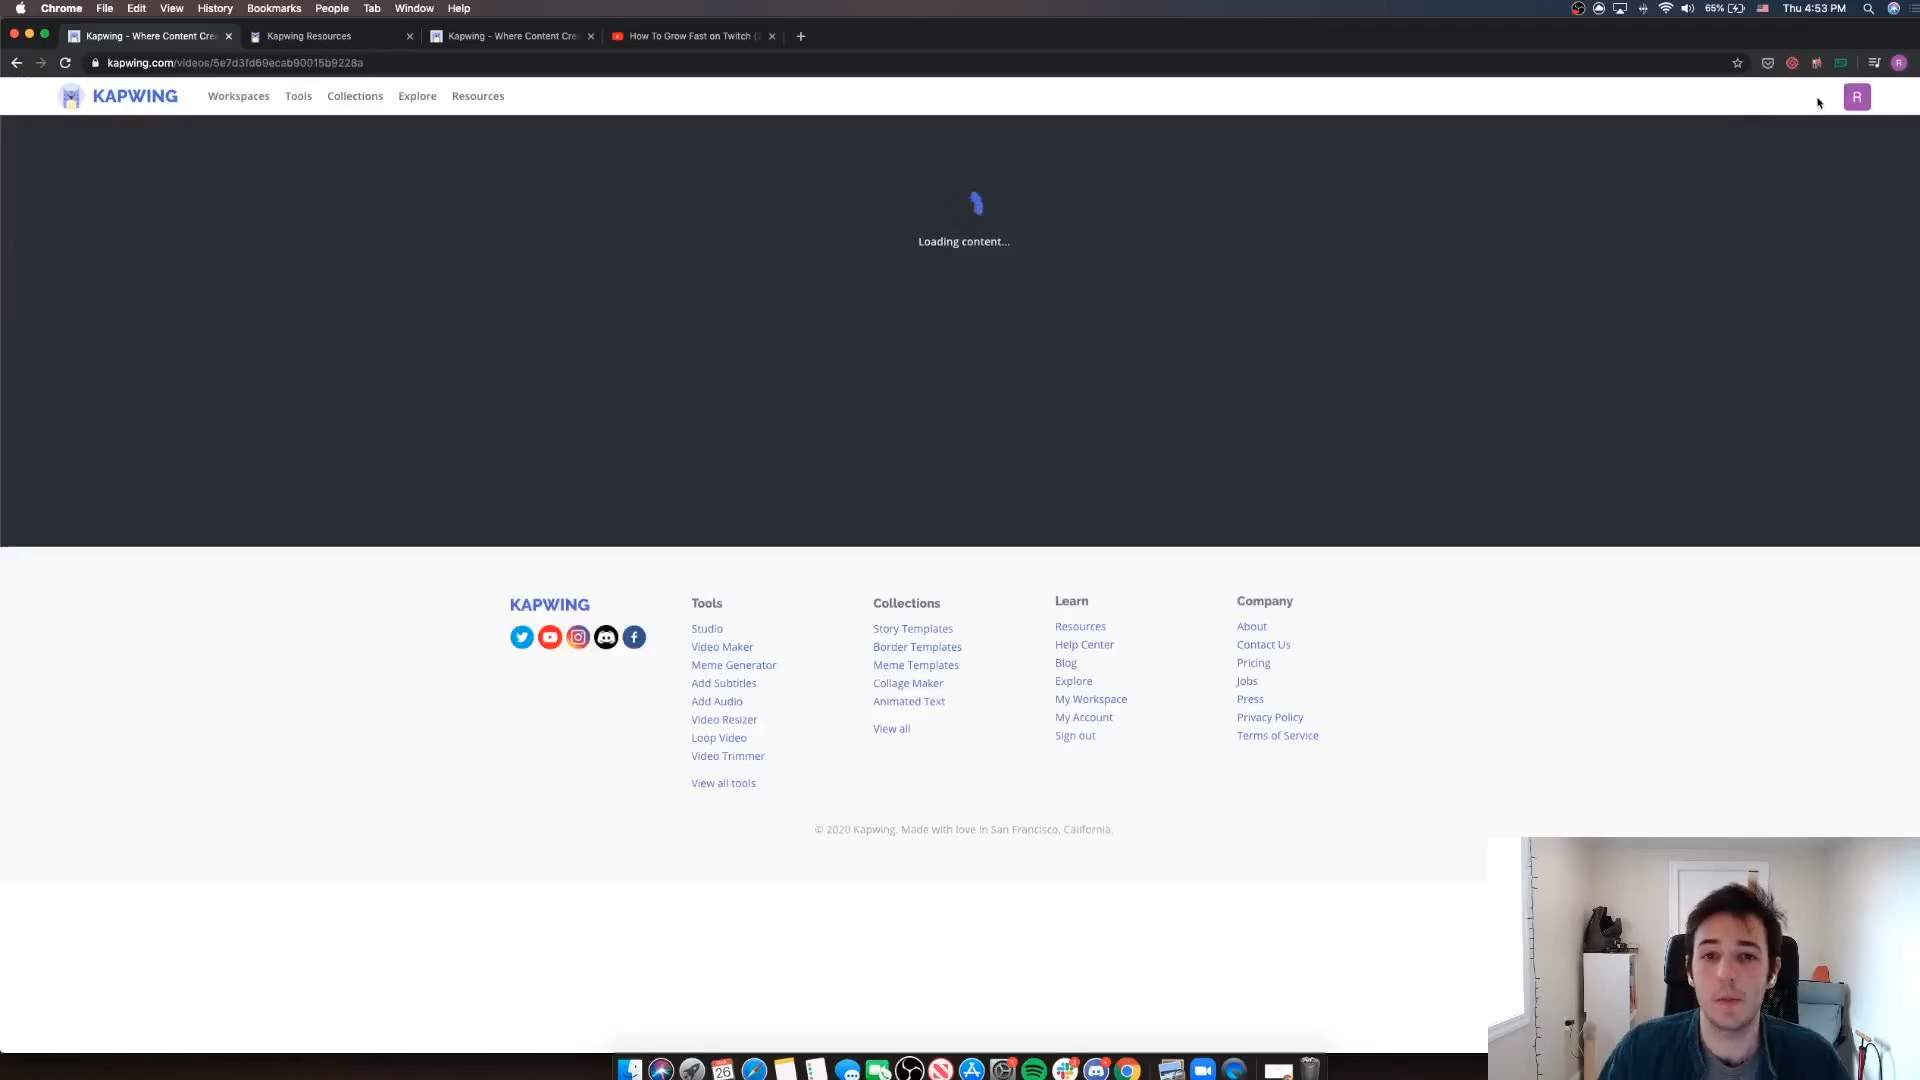 Chrome File Edit View History Bookmarks People Tab Window Help
65% Thu 4:53 PM
Kapwing - Where Content Cre
Kapwing Resources
Kapwing - Where Content Cre
How To Grow Fast on Twitch (
kapwing.com/videos/5e7d3fd69ecab90015b9228a
R
KAPWING Workspaces Tools Collections Explore Resources
R
Loading content...
KAPWING
Tools
Studio
Video Maker
Meme Generator
Add Subtitles
Add Audio
Video Resizer
Loop Video
Video Trimmer
View all tools
Collections
Story Templates
Border Templates
Meme Templates
Collage Maker
Animated Text
View all
Learn
Resources
Help Center
Blog
Explore
My Workspace
My Account
Sign out
Company
About
Contact Us
Pricing
Jobs
Press
Privacy Policy
Terms of Service
© 2020 Kapwing. Made with love in San Francisco, California.
26